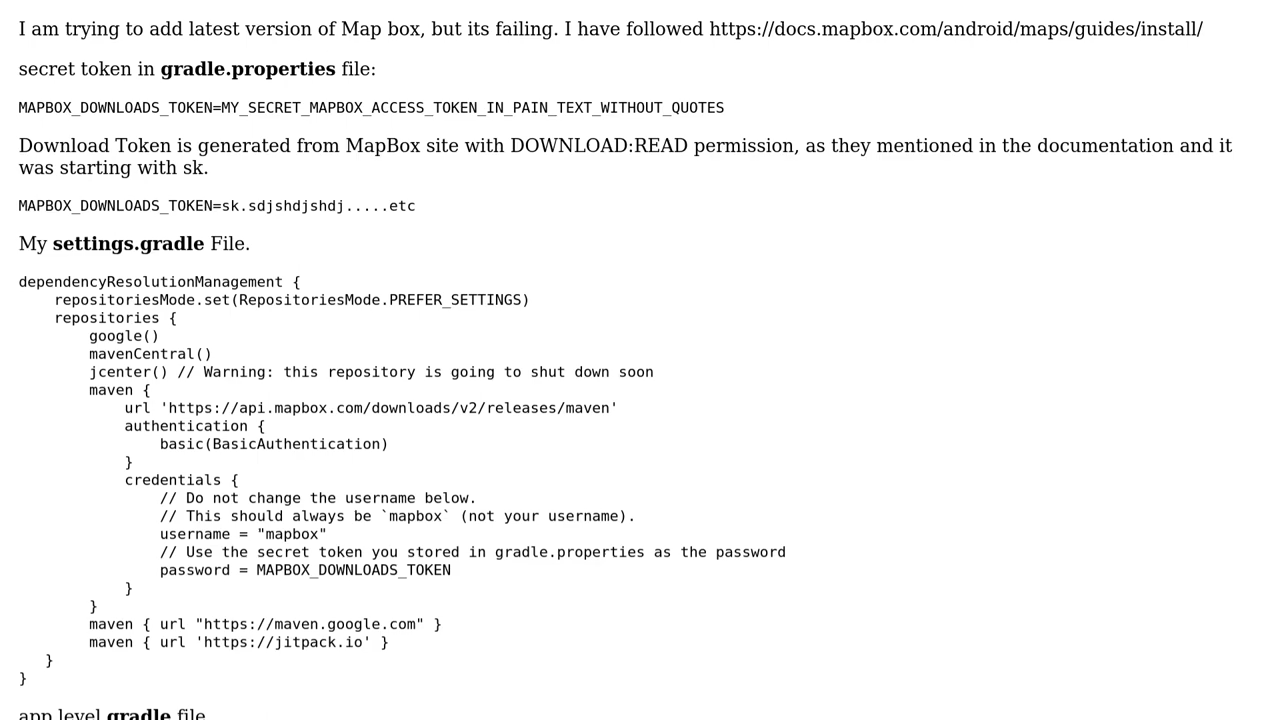 I am trying to add latest version of Map box, but its failing. I have followed https://docs.mapbox.com/android/maps/guides/install/
secret token in gradle.properties file:
MAPBOX_DOWNLOADS_TOKEN=MY_SECRET_MAPBOX_ACCESS_TOKEN_IN_PAIN_TEXT_WITHOUT_QUOTES
Download Token is generated from MapBox site with DOWNLOAD:READ permission, as they mentioned in the documentation and it
was starting with sk.
MAPBOX_DOWNLOADS_TOKEN=sk.sdjshdjshdj.....etc
My settings.gradle File.
dependencyResolutionManagement {
    repositoriesMode.set(RepositoriesMode.PREFER_SETTINGS)
    repositories {
        google()
        mavenCentral()
        jcenter() // Warning: this repository is going to shut down soon
        maven {
            url 'https://api.mapbox.com/downloads/v2/releases/maven'
            authentication {
                basic(BasicAuthentication)
            }
            credentials {
                // Do not change the username below.
                // This should always be `mapbox` (not your username).
                username = "mapbox"
                // Use the secret token you stored in gradle.properties as the password
                password = MAPBOX_DOWNLOADS_TOKEN
            }
        }
        maven { url "https://maven.google.com" }
        maven { url 'https://jitpack.io' }
   }
}
app level gradle file